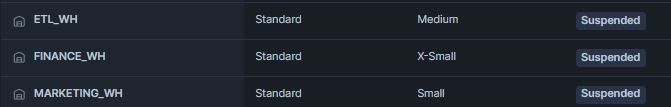 ETL_WH Standard Medium Suspended
FINANCE_WH Standard X-Small Suspended
MARKETING_WH Standard Small Suspended